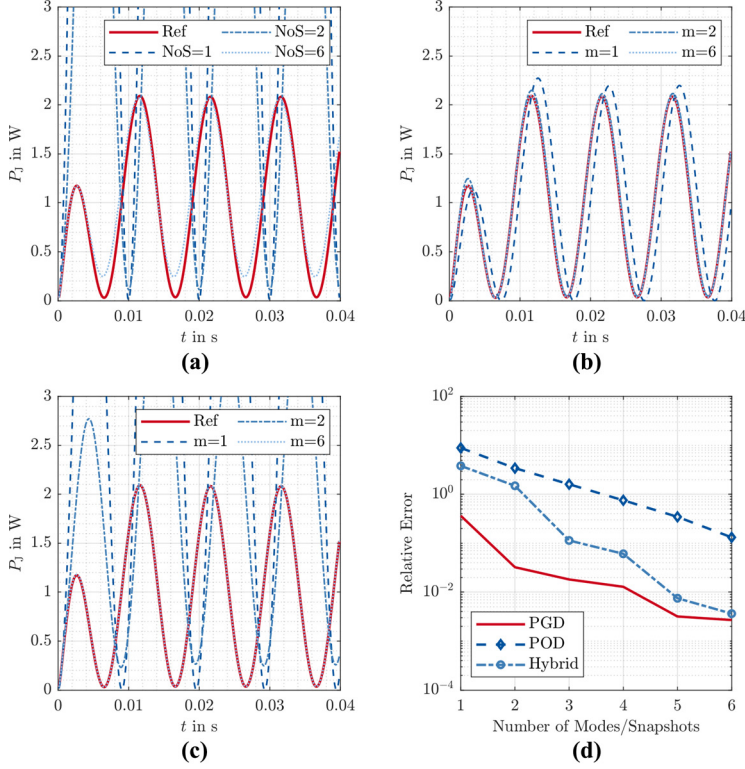 3
2.5
2
1.5
1
0.5
0
P_J in W
Ref NoS=2
NoS=1 NoS=6
0 0.01 0.02 0.03 0.04
t in s
(a)
3
2.5
2
1.5
1
0.5
0
P_J in W
Ref m=2
m=1 m=6
0 0.01 0.02 0.03 0.04
t in s
(b)
3
2.5
2
1.5
1
0.5
0
P_J in W
Ref m=2
m=1 m=6
0 0.01 0.02 0.03 0.04
t in s
(c)
10^2
10^0
10^−2
10^−4
Relative Error
PGD
POD
Hybrid
1 2 3 4 5 6
Number of Modes/Snapshots
(d)